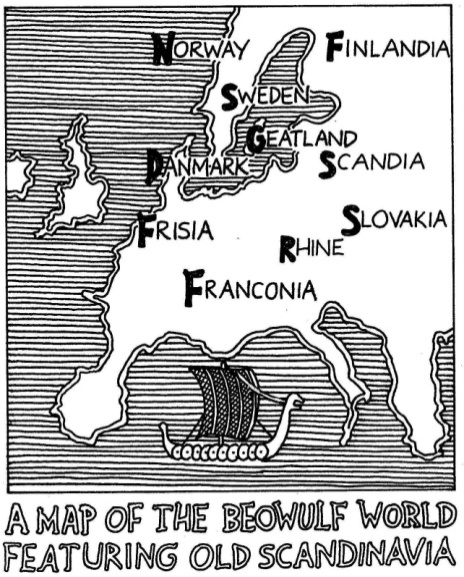 NORWAY
FINLANDIA
SWEDEN
GEATLAND
DANMARK
SCANDIA
FRISIA
SLOVAKIA
RHINE
FRANCONIA
A MAP OF THE BEOWULF WORLD
FEATURING OLD SCANDINAVIA